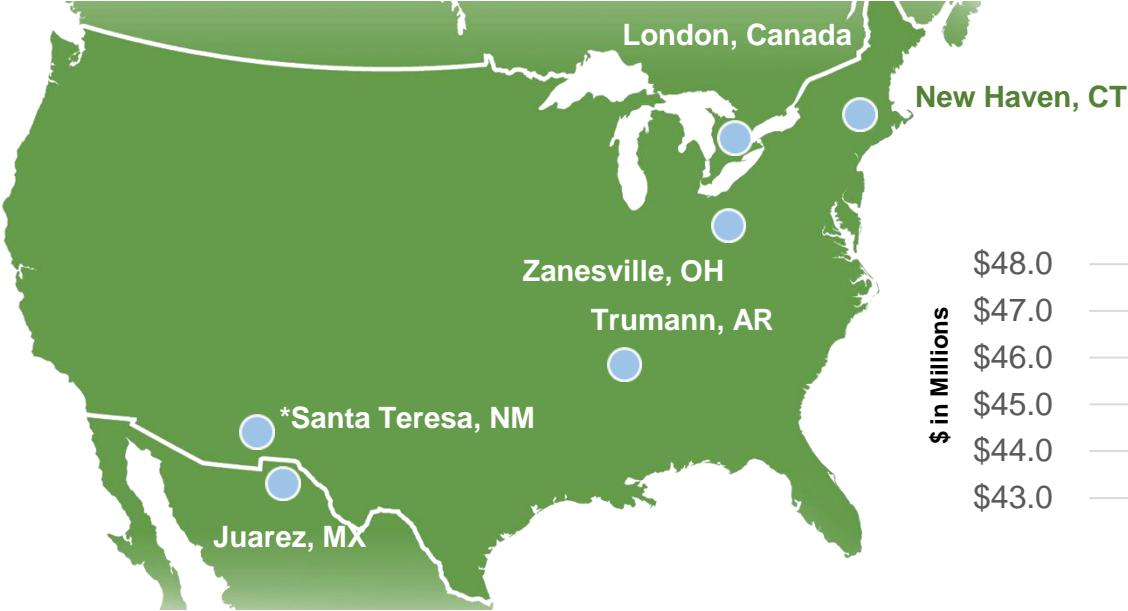 London, Canada
New Haven, CT
Zanesville, OH
Trumann, AR
*Santa Teresa, NM
Juarez, MX
$ in Millions
$48.0
$47.0
$46.0
$45.0
$44.0
$43.0